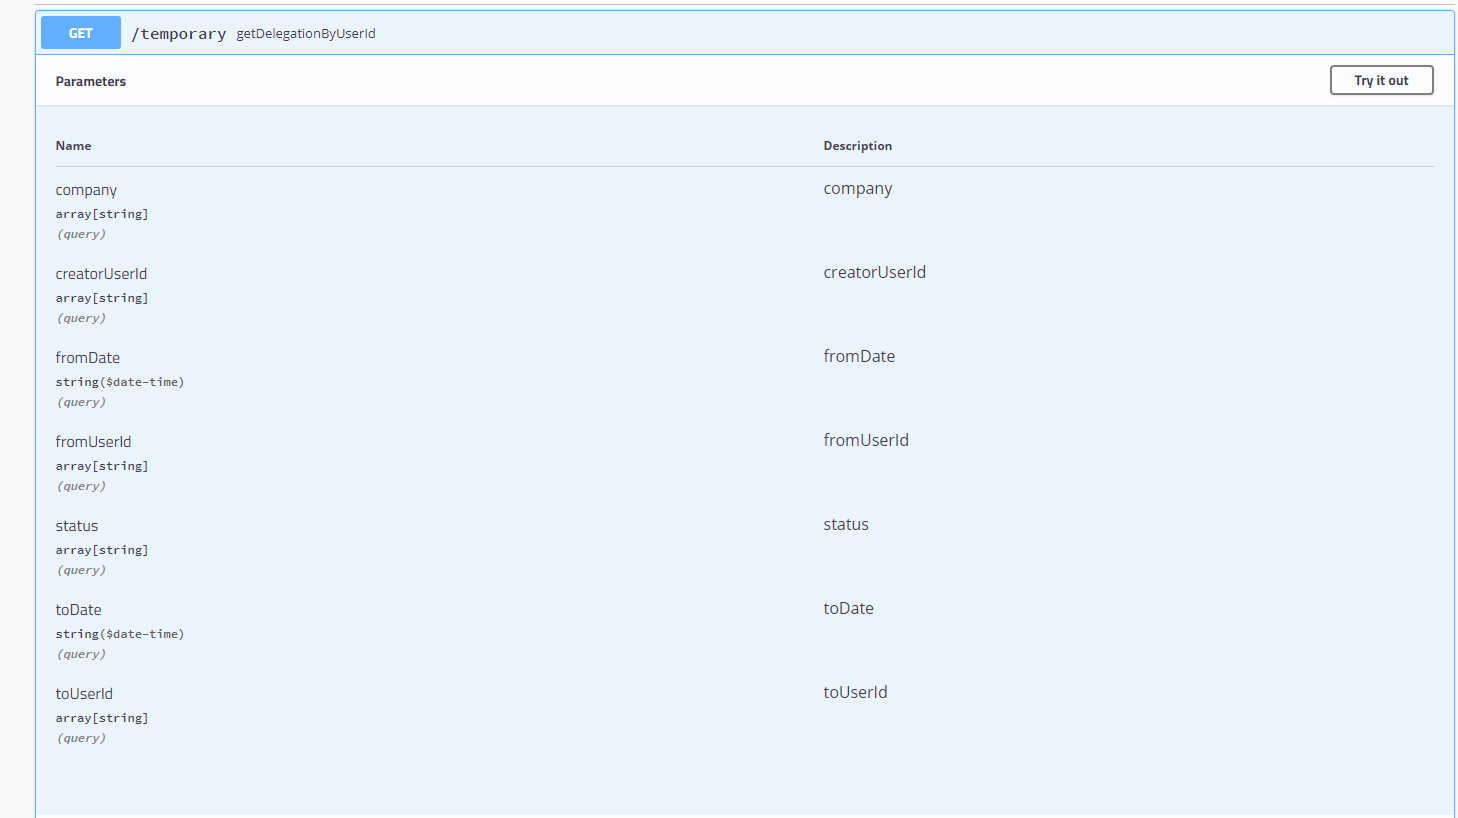 GET /temporary getDelegationByUserId
Parameters Try it out
Name Description
company company
array[string]
(query)
creatorUserId creatorUserId
array[string]
(query)
fromDate fromDate
string($date-time)
(query)
fromUserId fromUserId
array[string]
(query)
status status
array[string]
(query)
toDate toDate
string($date-time)
(query)
toUserId toUserId
array[string]
(query)